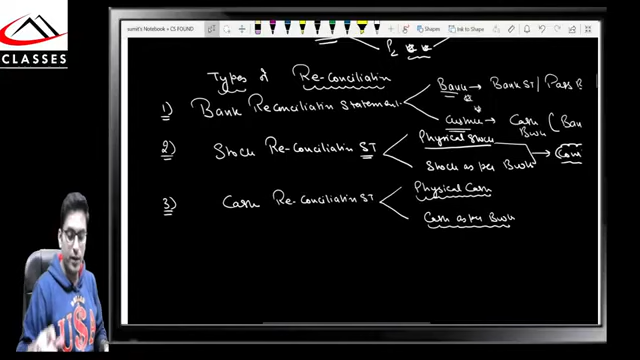 sumit's Notebook » CS FOUND
Shapes
Ink to Shape
CLASSES
Types of Re-Conciliation
1) Bank Reconciliation Statement
Bank → Bank ST / Pass B
→ Cash Book (Ban
2) Stock Re-Conciliation ST
Physical Stock
Stock as per Book
3) Cash Re-Conciliation ST
Physical Cash
Cash as per Book
USA